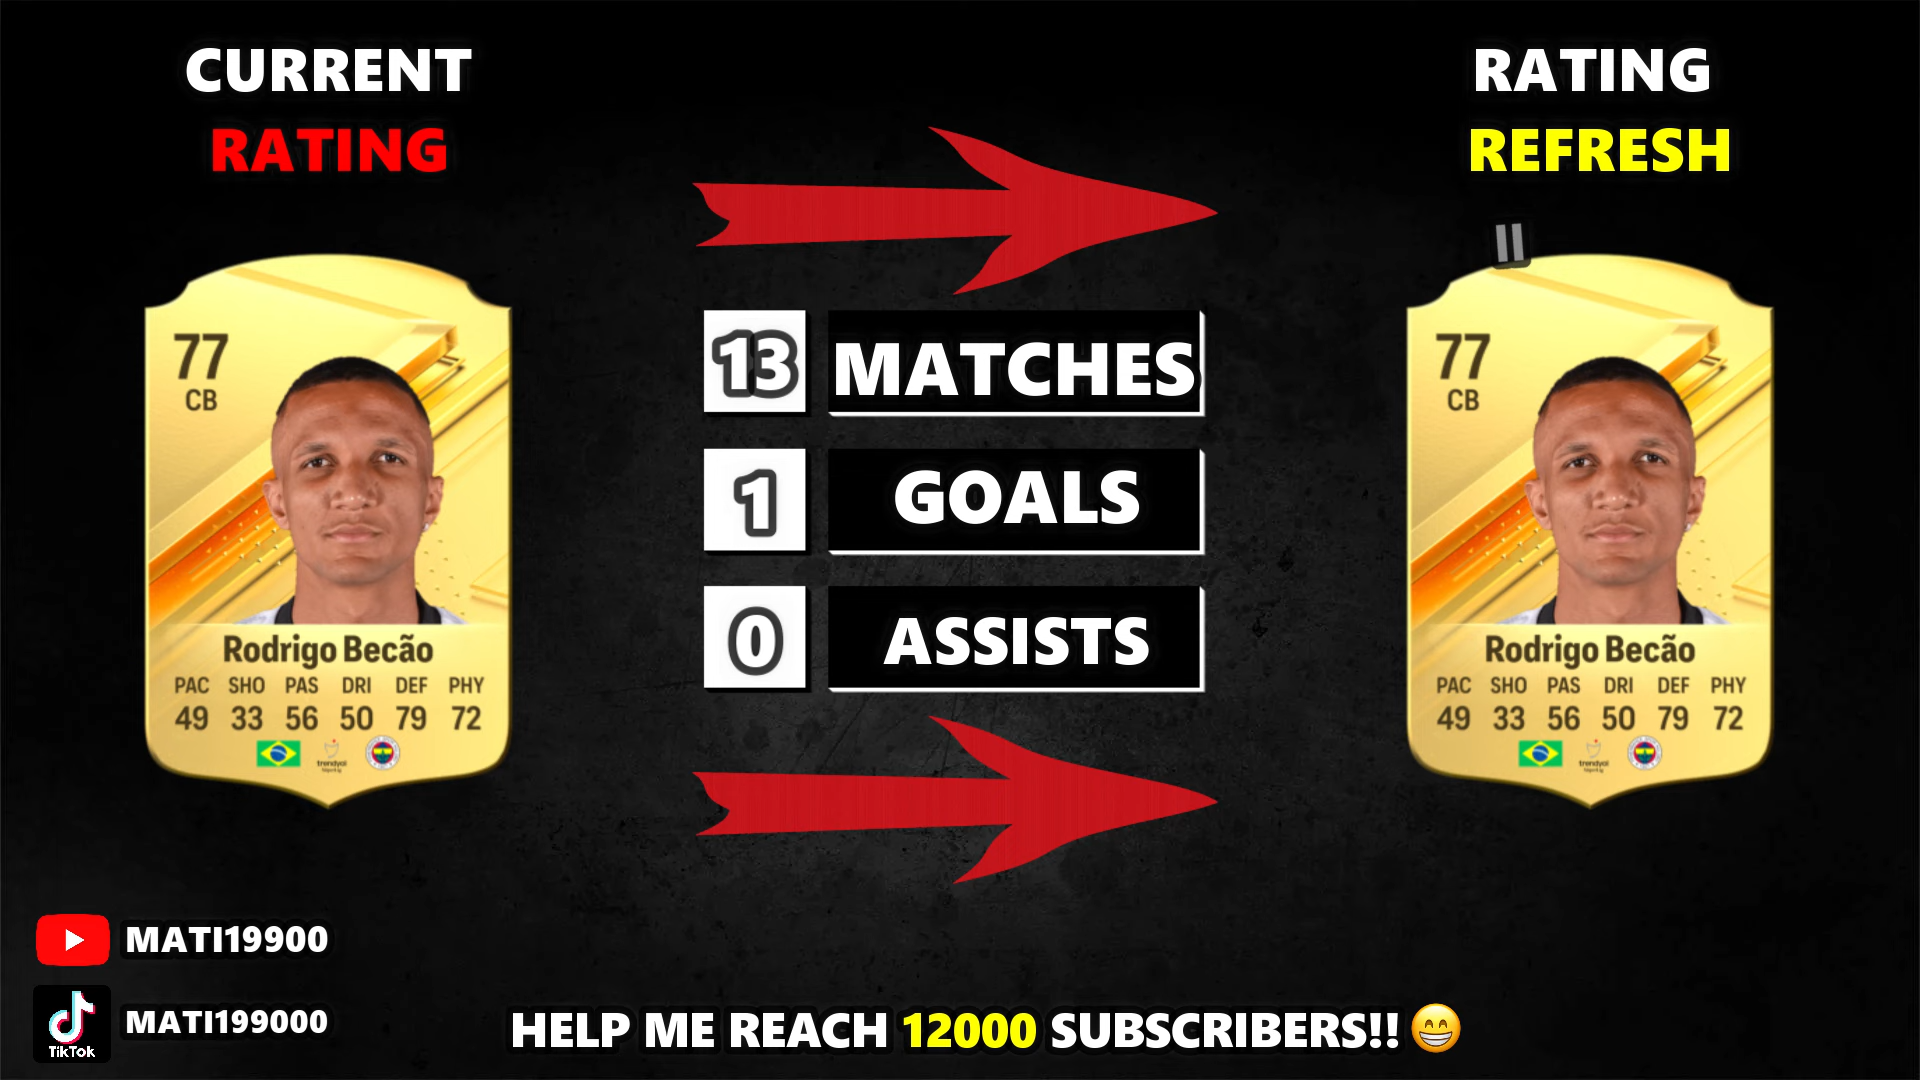 CURRENT
RATING
RATING
REFRESH
77
CB
Rodrigo Becão
PAC SHO PAS DRI DEF PHY
49 33 56 50 79 72
trendyol
13 MATCHES
1 GOALS
0 ASSISTS
77
CB
Rodrigo Becão
PAC SHO PAS DRI DEF PHY
49 33 56 50 79 72
trendyol
MATI19900
TikTok
MATI199000
HELP ME REACH 12000 SUBSCRIBERS!! 😁